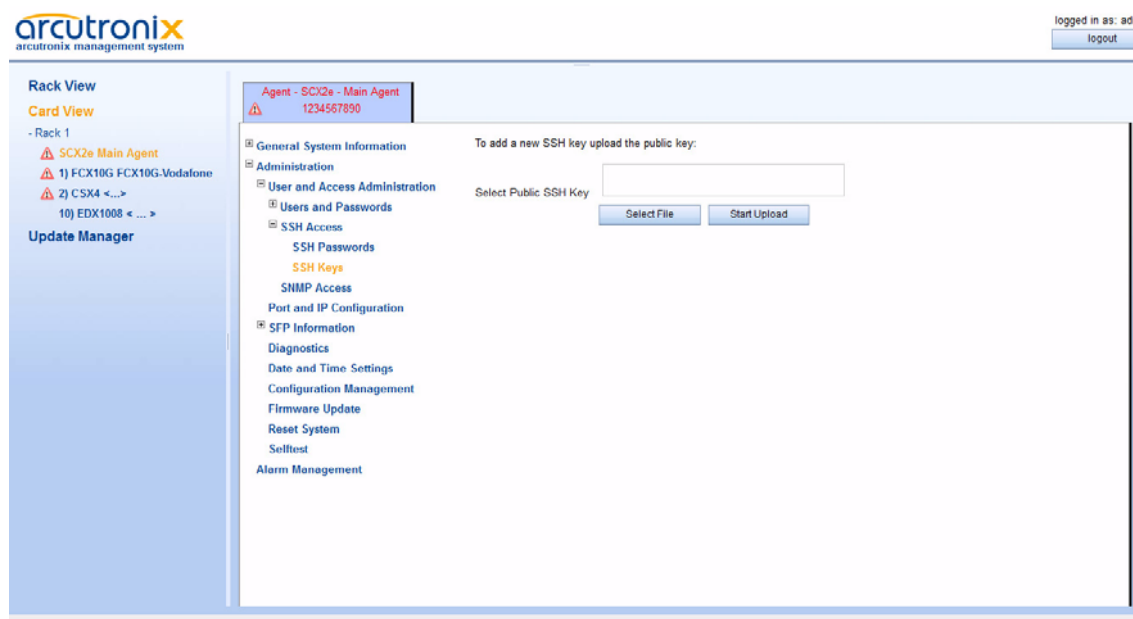 arcutronix
arcutronix management system
logged in as: ad
logout
Rack View
Card View
- Rack 1
SCX2e Main Agent
1) FCX10G FCX10G-Vodafone
2) CSX4 <...>
10) EDX1008 < ... >
Update Manager
Agent - SCX2e - Main Agent
1234567890
General System Information
Administration
User and Access Administration
Users and Passwords
SSH Access
SSH Passwords
SSH Keys
SNMP Access
Port and IP Configuration
SFP Information
Diagnostics
Date and Time Settings
Configuration Management
Firmware Update
Reset System
Selftest
Alarm Management
To add a new SSH key upload the public key:
Select Public SSH Key
Select File
Start Upload